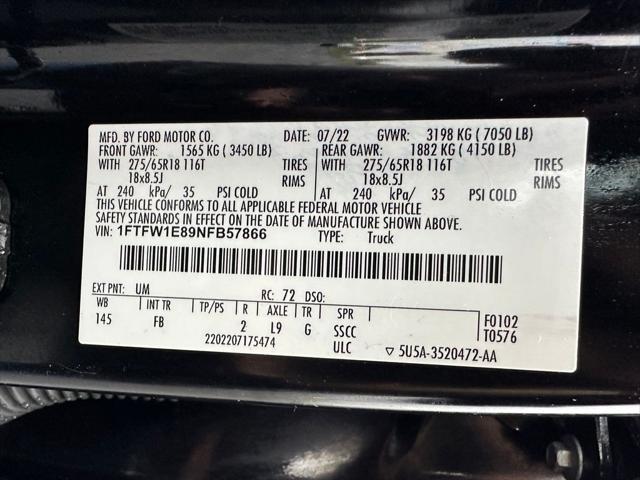 MFD. BY FORD MOTOR CO. DATE: 07/22 GVWR: 3198 KG ( 7050 LB)
FRONT GAWR: 1565 KG ( 3450 LB) REAR GAWR: 1882 KG ( 4150 LB)
WITH 275/65R18 116T TIRES WITH 275/65R18 116T TIRES
18x8.5J RIMS 18x8.5J RIMS
AT 240 kPa/ 35 PSI COLD AT 240 kPa/ 35 PSI COLD
THIS VEHICLE CONFORMS TO ALL APPLICABLE FEDERAL MOTOR VEHICLE
SAFETY STANDARDS IN EFFECT ON THE DATE OF MANUFACTURE SHOWN ABOVE.
VIN: 1FTFW1E89NFB57866 TYPE: Truck
EXT PNT: UM RC: 72 DSO:
WB INT TR TP/PS R AXLE TR SPR F0102
145 FB 2 L9 G SSCC T0576
2202207175474 ULC ▽ 5U5A-3520472-AA